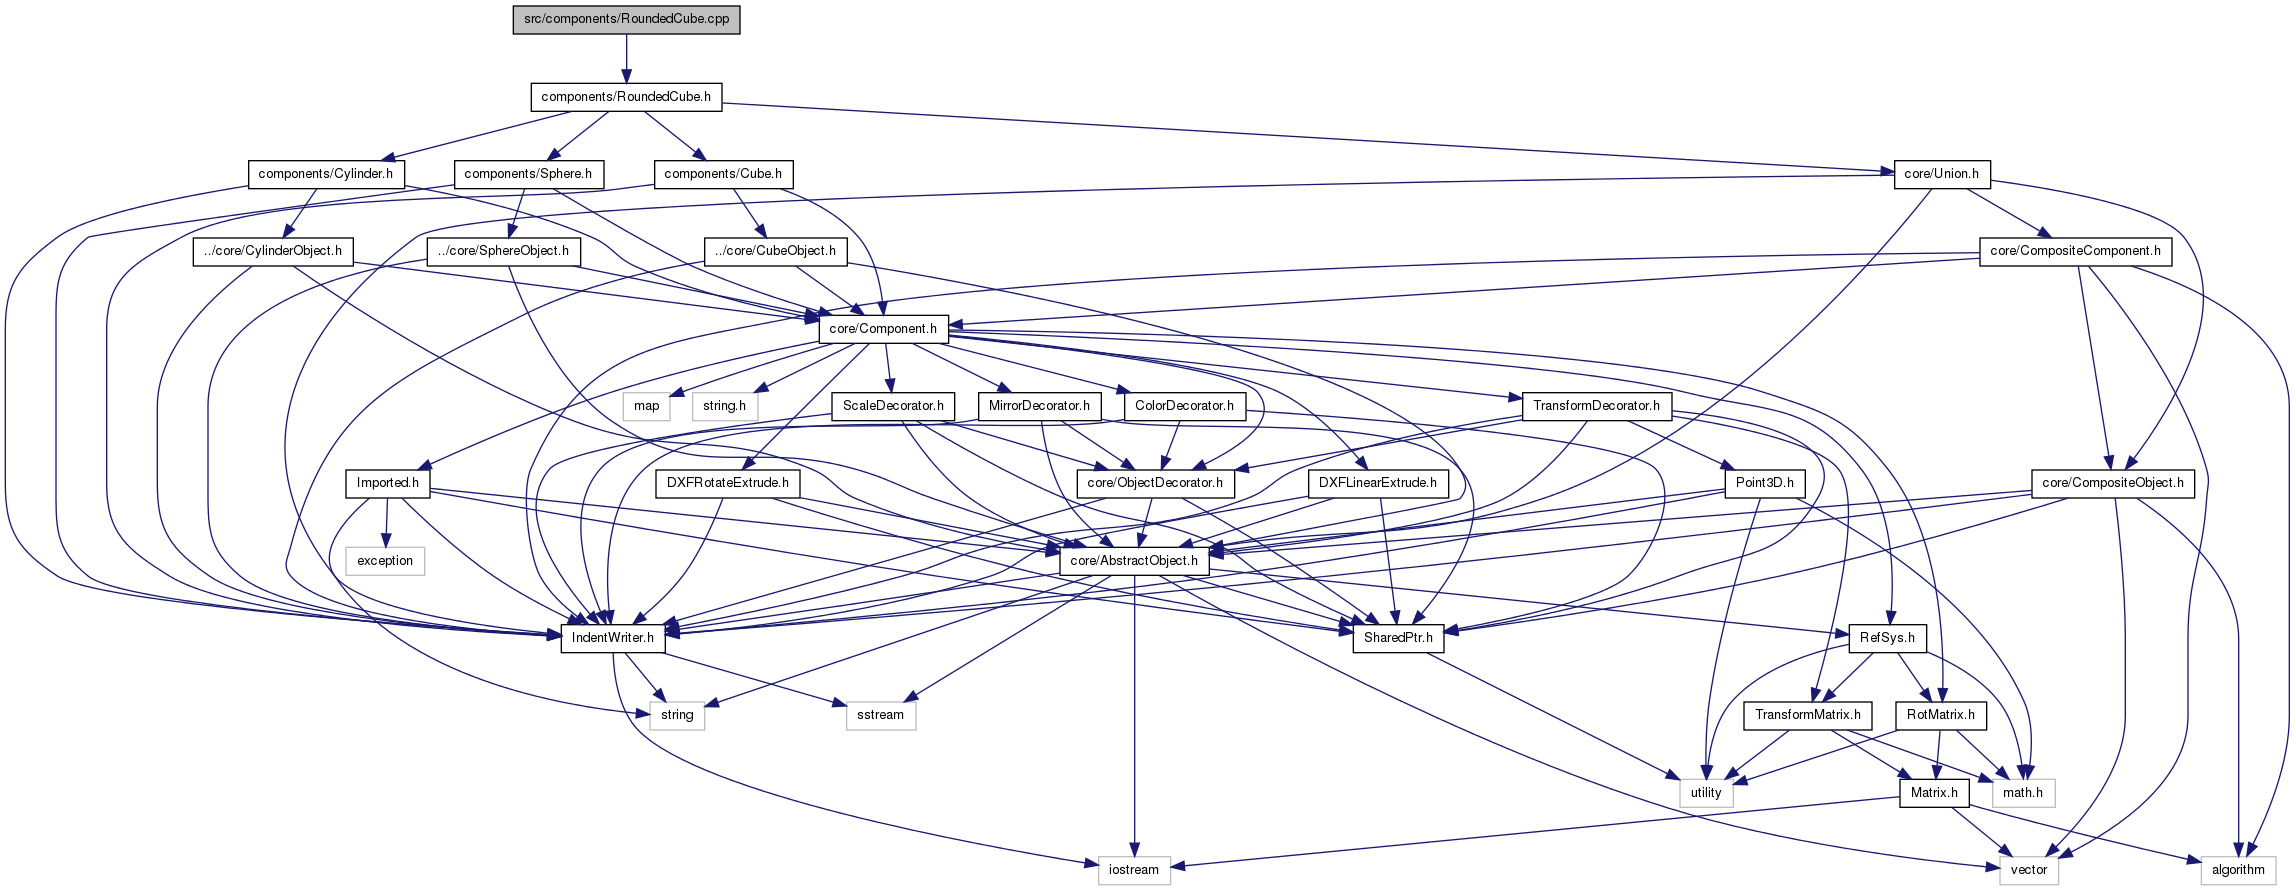 src/components/RoundedCube.cpp
components/RoundedCube.h
components/Cylinder.h
components/Sphere.h
components/Cube.h
core/Union.h
../core/CylinderObject.h
../core/SphereObject.h
../core/CubeObject.h
core/CompositeComponent.h
core/Component.h
map
string.h
ScaleDecorator.h
MirrorDecorator.h
ColorDecorator.h
TransformDecorator.h
Imported.h
DXFRotateExtrude.h
core/ObjectDecorator.h
DXFLinearExtrude.h
Point3D.h
core/CompositeObject.h
exception
core/AbstractObject.h
IndentWriter.h
SharedPtr.h
RefSys.h
string
sstream
TransformMatrix.h
RotMatrix.h
utility
Matrix.h
math.h
iostream
vector
algorithm